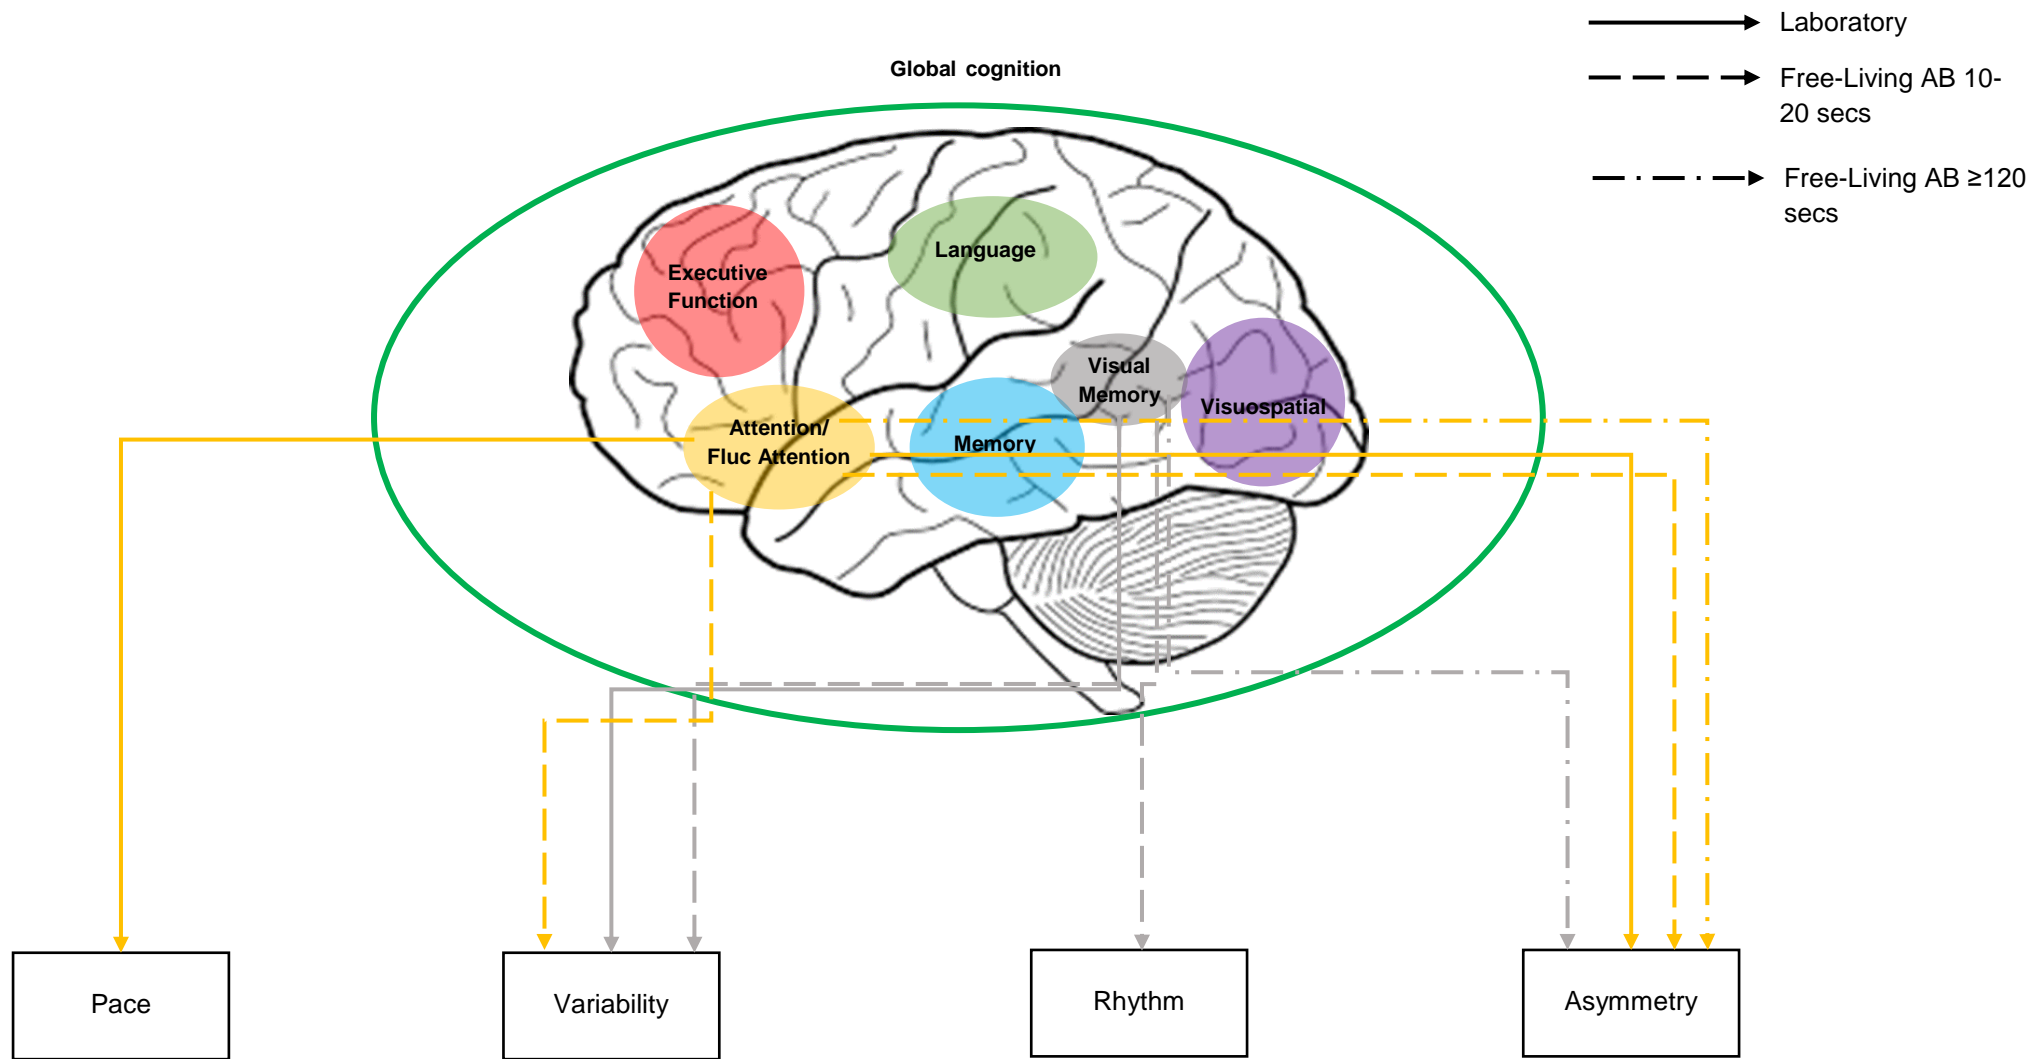 Laboratory
Global cognition
Free-Living AB 10-
20 secs
Free-Living AB ≥120
secs
Executive
Function
Language
Visual
Memory
Visuospatial
Attention/
Fluc Attention
Memory
Pace
Variability
Rhythm
Asymmetry